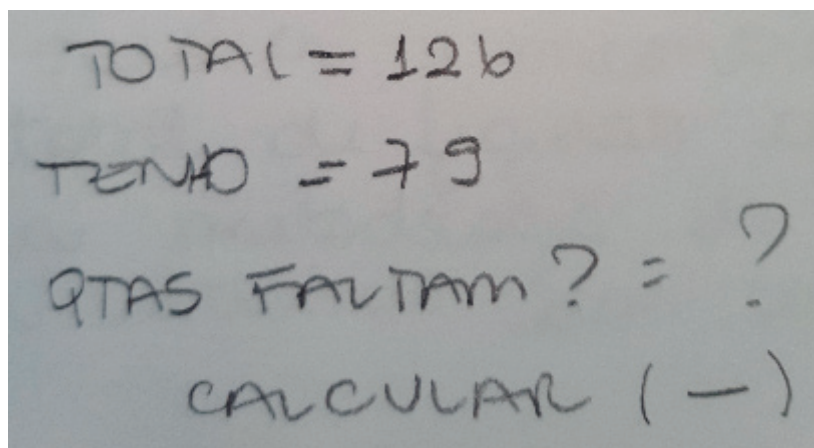 TOTAL = 126
TENHO = 79
QTAS FALTAM? = ?
CALCULAR (-)